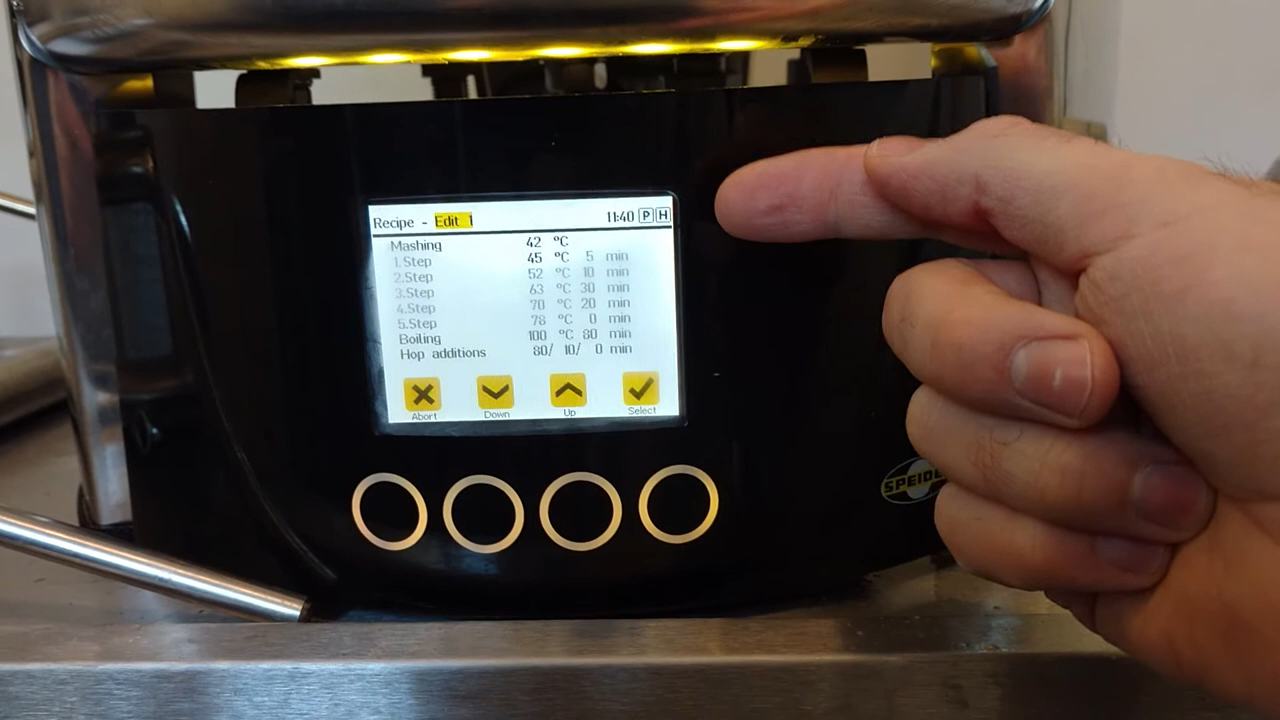 Recipe - Edit 1 11:40 P H
Mashing 42 °C
1.Step 45 °C 5 min
2.Step 52 °C 10 min
3.Step 63 °C 30 min
4.Step 70 °C 20 min
5.Step 78 °C 0 min
Boiling 100 °C 80 min
Hop additions 80/ 10/ 0 min
Abort Down Up Select
SPEIDE